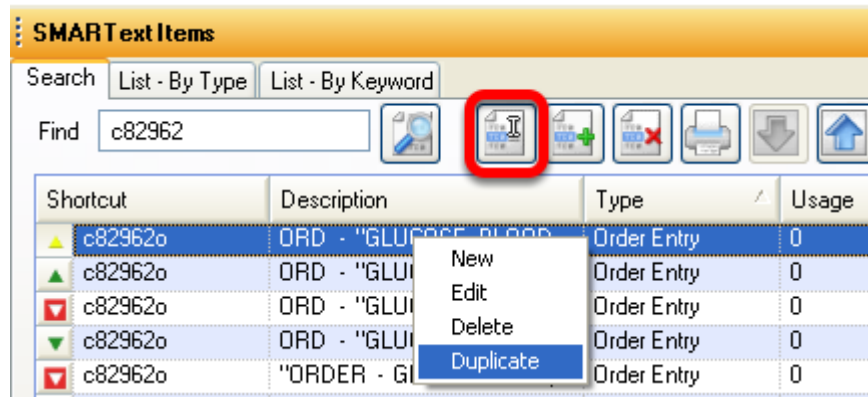 SMARText Items
Search List - By Type List - By Keyword
Find c82962
Shortcut Description Type Usage
c82962o ORD - "GLUCOSE, BLOOD Order Entry 0
c82962o ORD - "GLU Order Entry 0
c82962o ORD - "GLU Order Entry 0
c82962o ORD - "GLU Order Entry 0
c82962o "ORDER - GL Order Entry 0
New
Edit
Delete
Duplicate